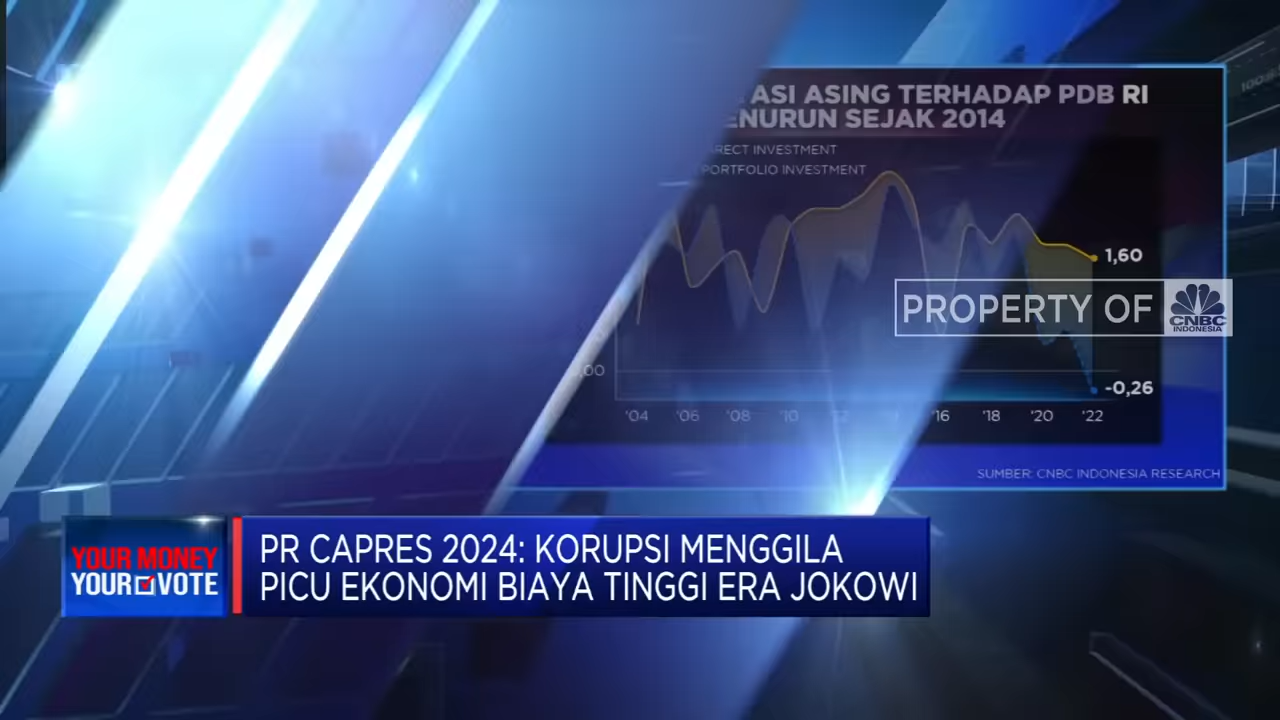 ASI ASING TERHADAP PDB RI
ENURUN SEJAK 2014
RECT INVESTMENT
PORTFOLIO INVESTMENT
1,60
PROPERTY OF
CNBC
INDONESIA
,00
-0,26
'04 '06 '08 '10 '12 '16 '18 '20 '22
SUMBER: CNBC INDONESIA RESEARCH
YOUR MONEY
YOUR VOTE
PR CAPRES 2024: KORUPSI MENGGILA
PICU EKONOMI BIAYA TINGGI ERA JOKOWI